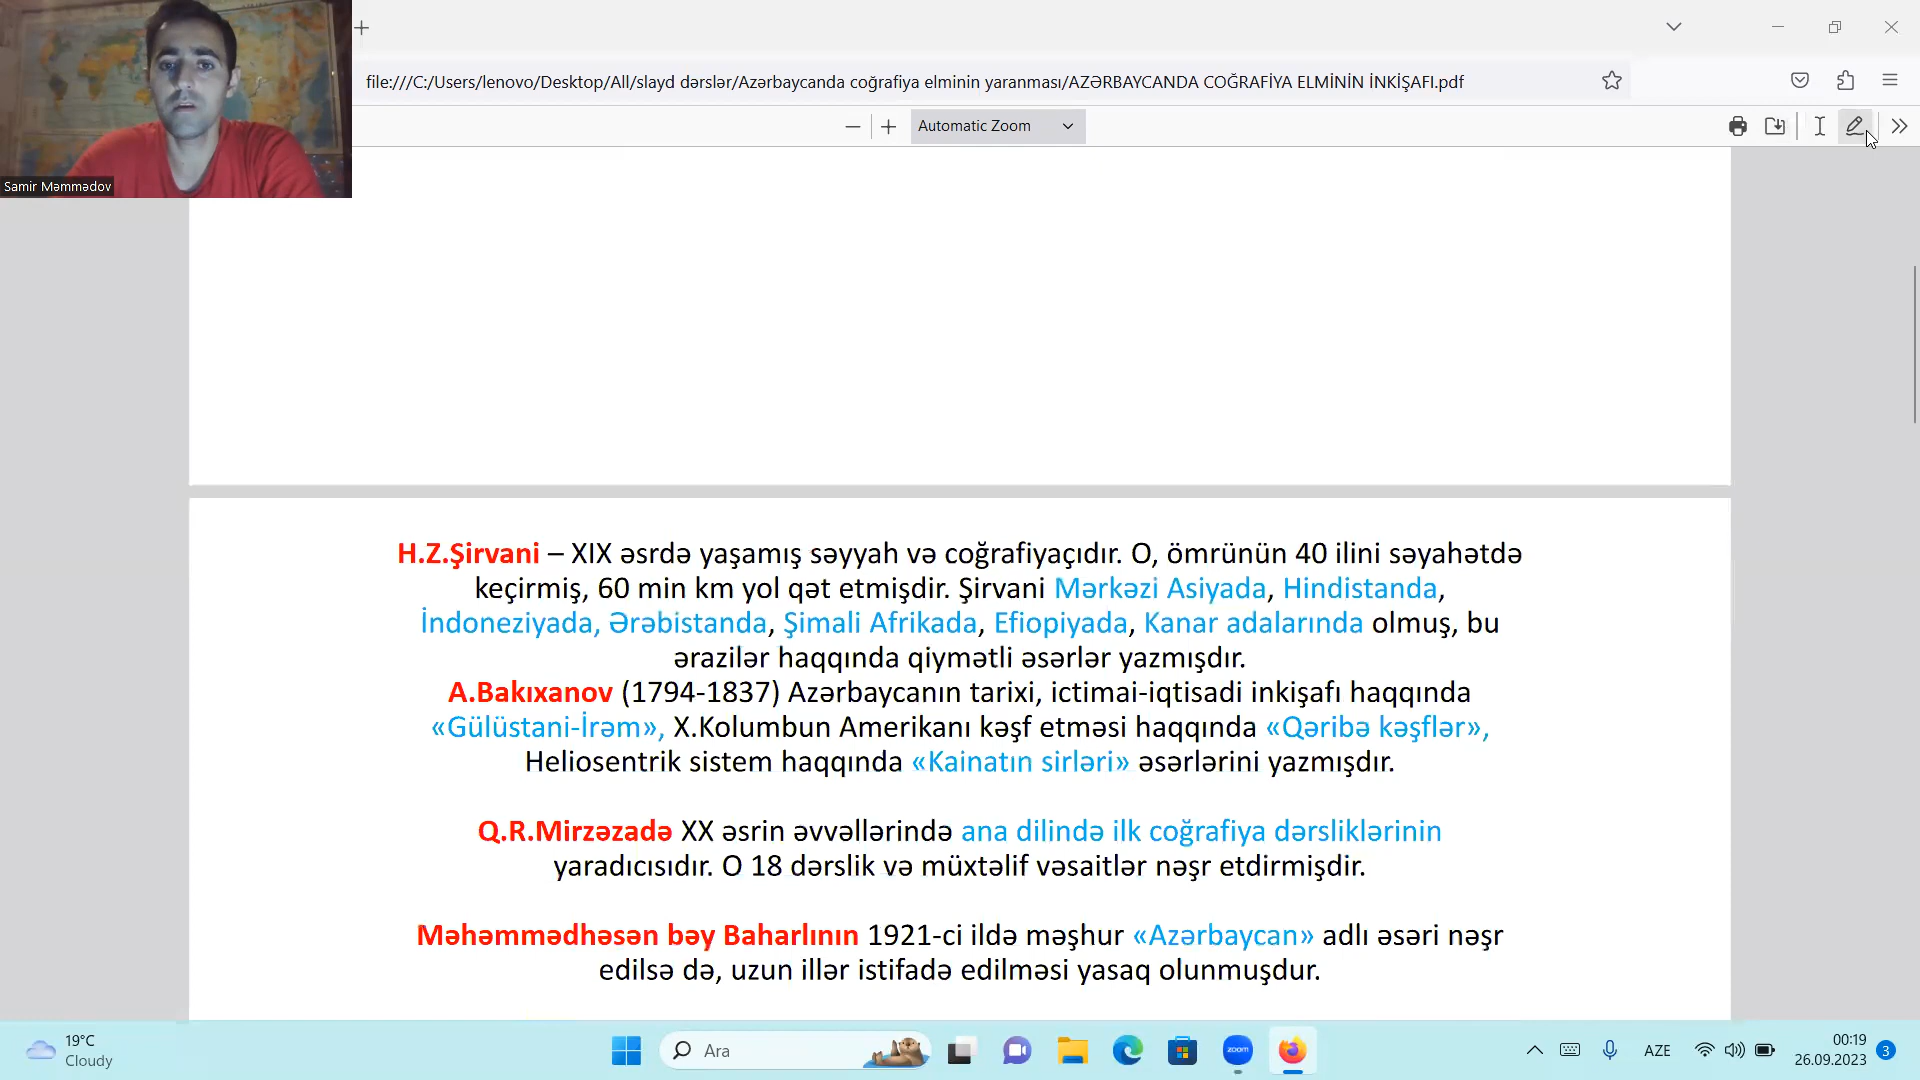 file:///C:/Users/lenovo/Desktop/All/slayd dərslər/Azərbaycanda coğrafiya elminin yaranması/AZƏRBAYCANDA COĞRAFİYA ELMİNİN İNKİŞAFI.pdf
Automatic Zoom
Samir Məmmədov
H.Z.Şirvani – XIX əsrdə yaşamış səyyah və coğrafiyaçıdır. O, ömrünün 40 ilini səyahətdə
keçirmiş, 60 min km yol qət etmişdir. Şirvani Mərkəzi Asiyada, Hindistanda,
İndoneziyada, Ərəbistanda, Şimali Afrikada, Efiopiyada, Kanar adalarında olmuş, bu
ərazilər haqqında qiymətli əsərlər yazmışdır.
A.Bakıxanov (1794-1837) Azərbaycanın tarixi, ictimai-iqtisadi inkişafı haqqında
«Gülüstani-İrəm», X.Kolumbun Amerikanı kəşf etməsi haqqında «Qəribə kəşflər»,
Heliosentrik sistem haqqında «Kainatın sirləri» əsərlərini yazmışdır.
Q.R.Mirzəzadə XX əsrin əvvəllərində ana dilində ilk coğrafiya dərsliklərinin
yaradıcısıdır. O 18 dərslik və müxtəlif vəsaitlər nəşr etdirmişdir.
Məhəmmədhəsən bəy Baharlının 1921-ci ildə məşhur «Azərbaycan» adlı əsəri nəşr
edilsə də, uzun illər istifadə edilməsi yasaq olunmuşdur.
19°C
Cloudy
Ara
zoom
AZE
00:19
26.09.2023
3